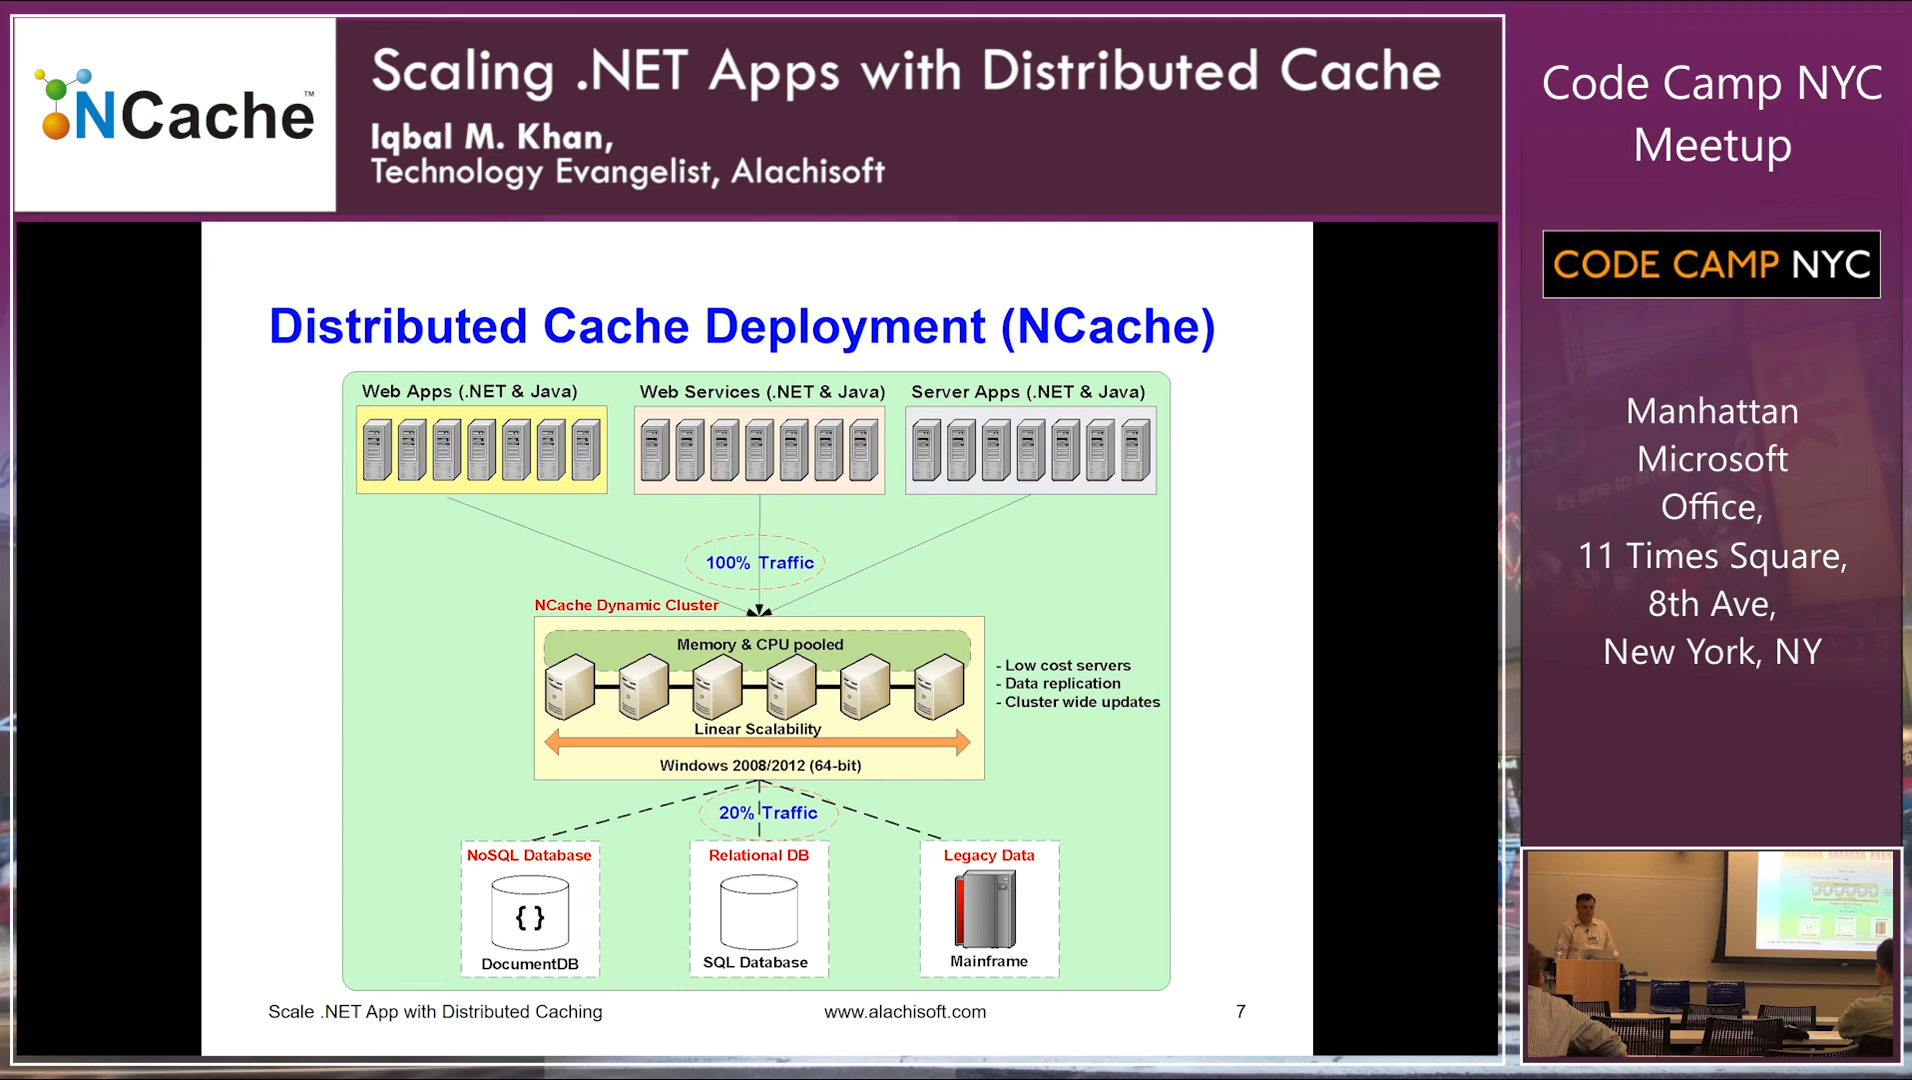 NCache™
Scaling .NET Apps with Distributed Cache
Iqbal M. Khan,
Technology Evangelist, Alachisoft
Distributed Cache Deployment (NCache)
Web Apps (.NET & Java)
Web Services (.NET & Java)
Server Apps (.NET & Java)
100% Traffic
NCache Dynamic Cluster
Memory & CPU pooled
- Low cost servers
- Data replication
- Cluster wide updates
Linear Scalability
Windows 2008/2012 (64-bit)
20% Traffic
NoSQL Database
Relational DB
Legacy Data
{ }
DocumentDB
SQL Database
Mainframe
Scale .NET App with Distributed Caching
www.alachisoft.com
7
Code Camp NYC
Meetup
CODE CAMP NYC
Manhattan
Microsoft
Office,
11 Times Square,
8th Ave,
New York, NY